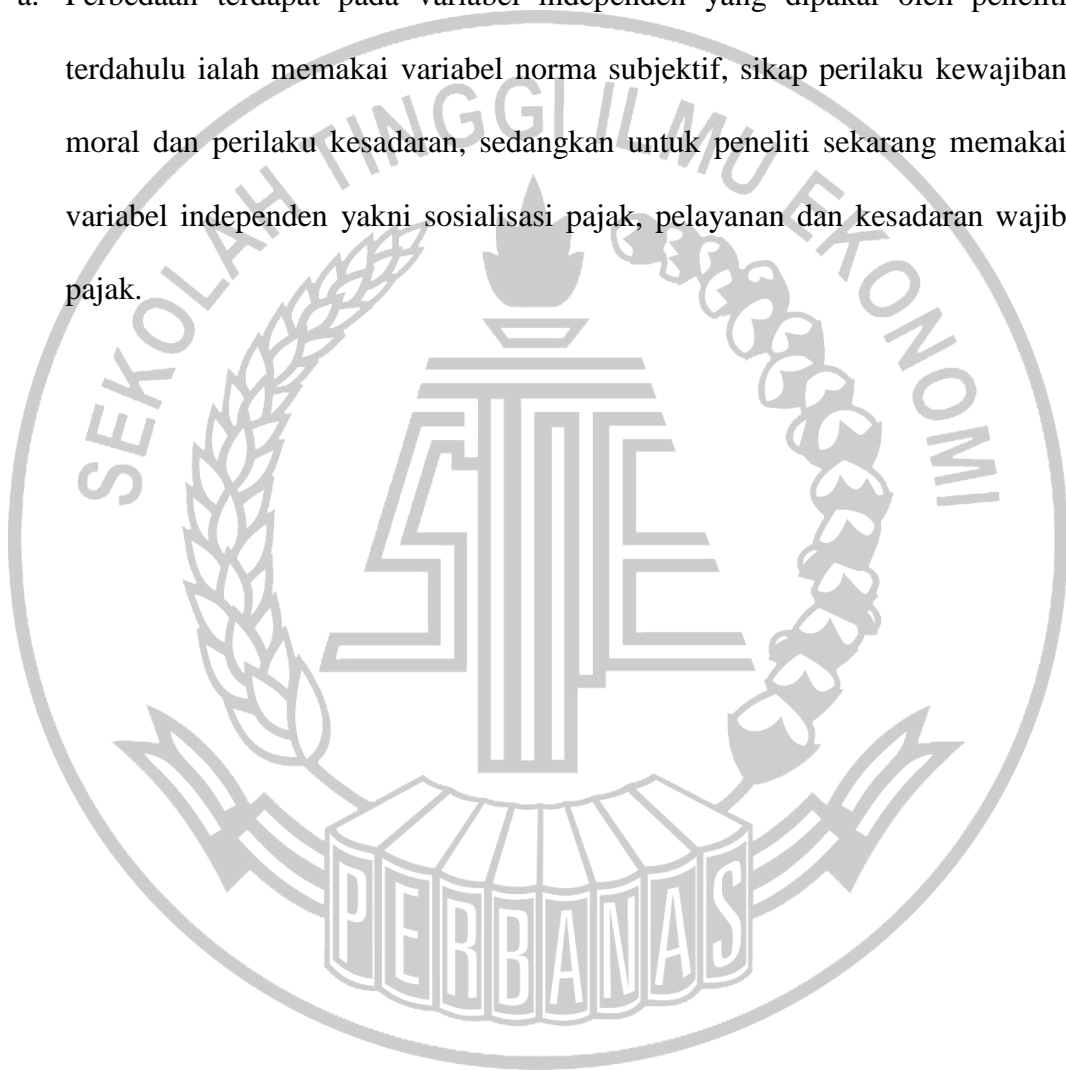 a. Perbedaan terdapat pada variabel independen yang dipakai oleh peneliti
terdahulu ialah memakai variabel norma subjektif, sikap perilaku kewajiban
moral dan perilaku kesadaran, sedangkan untuk peneliti sekarang memakai
variabel independen yakni sosialisasi pajak, pelayanan dan kesadaran wajib
pajak.
SEKOLAH TINGGI ILMU EKONOMI
STIE
PERBANAS